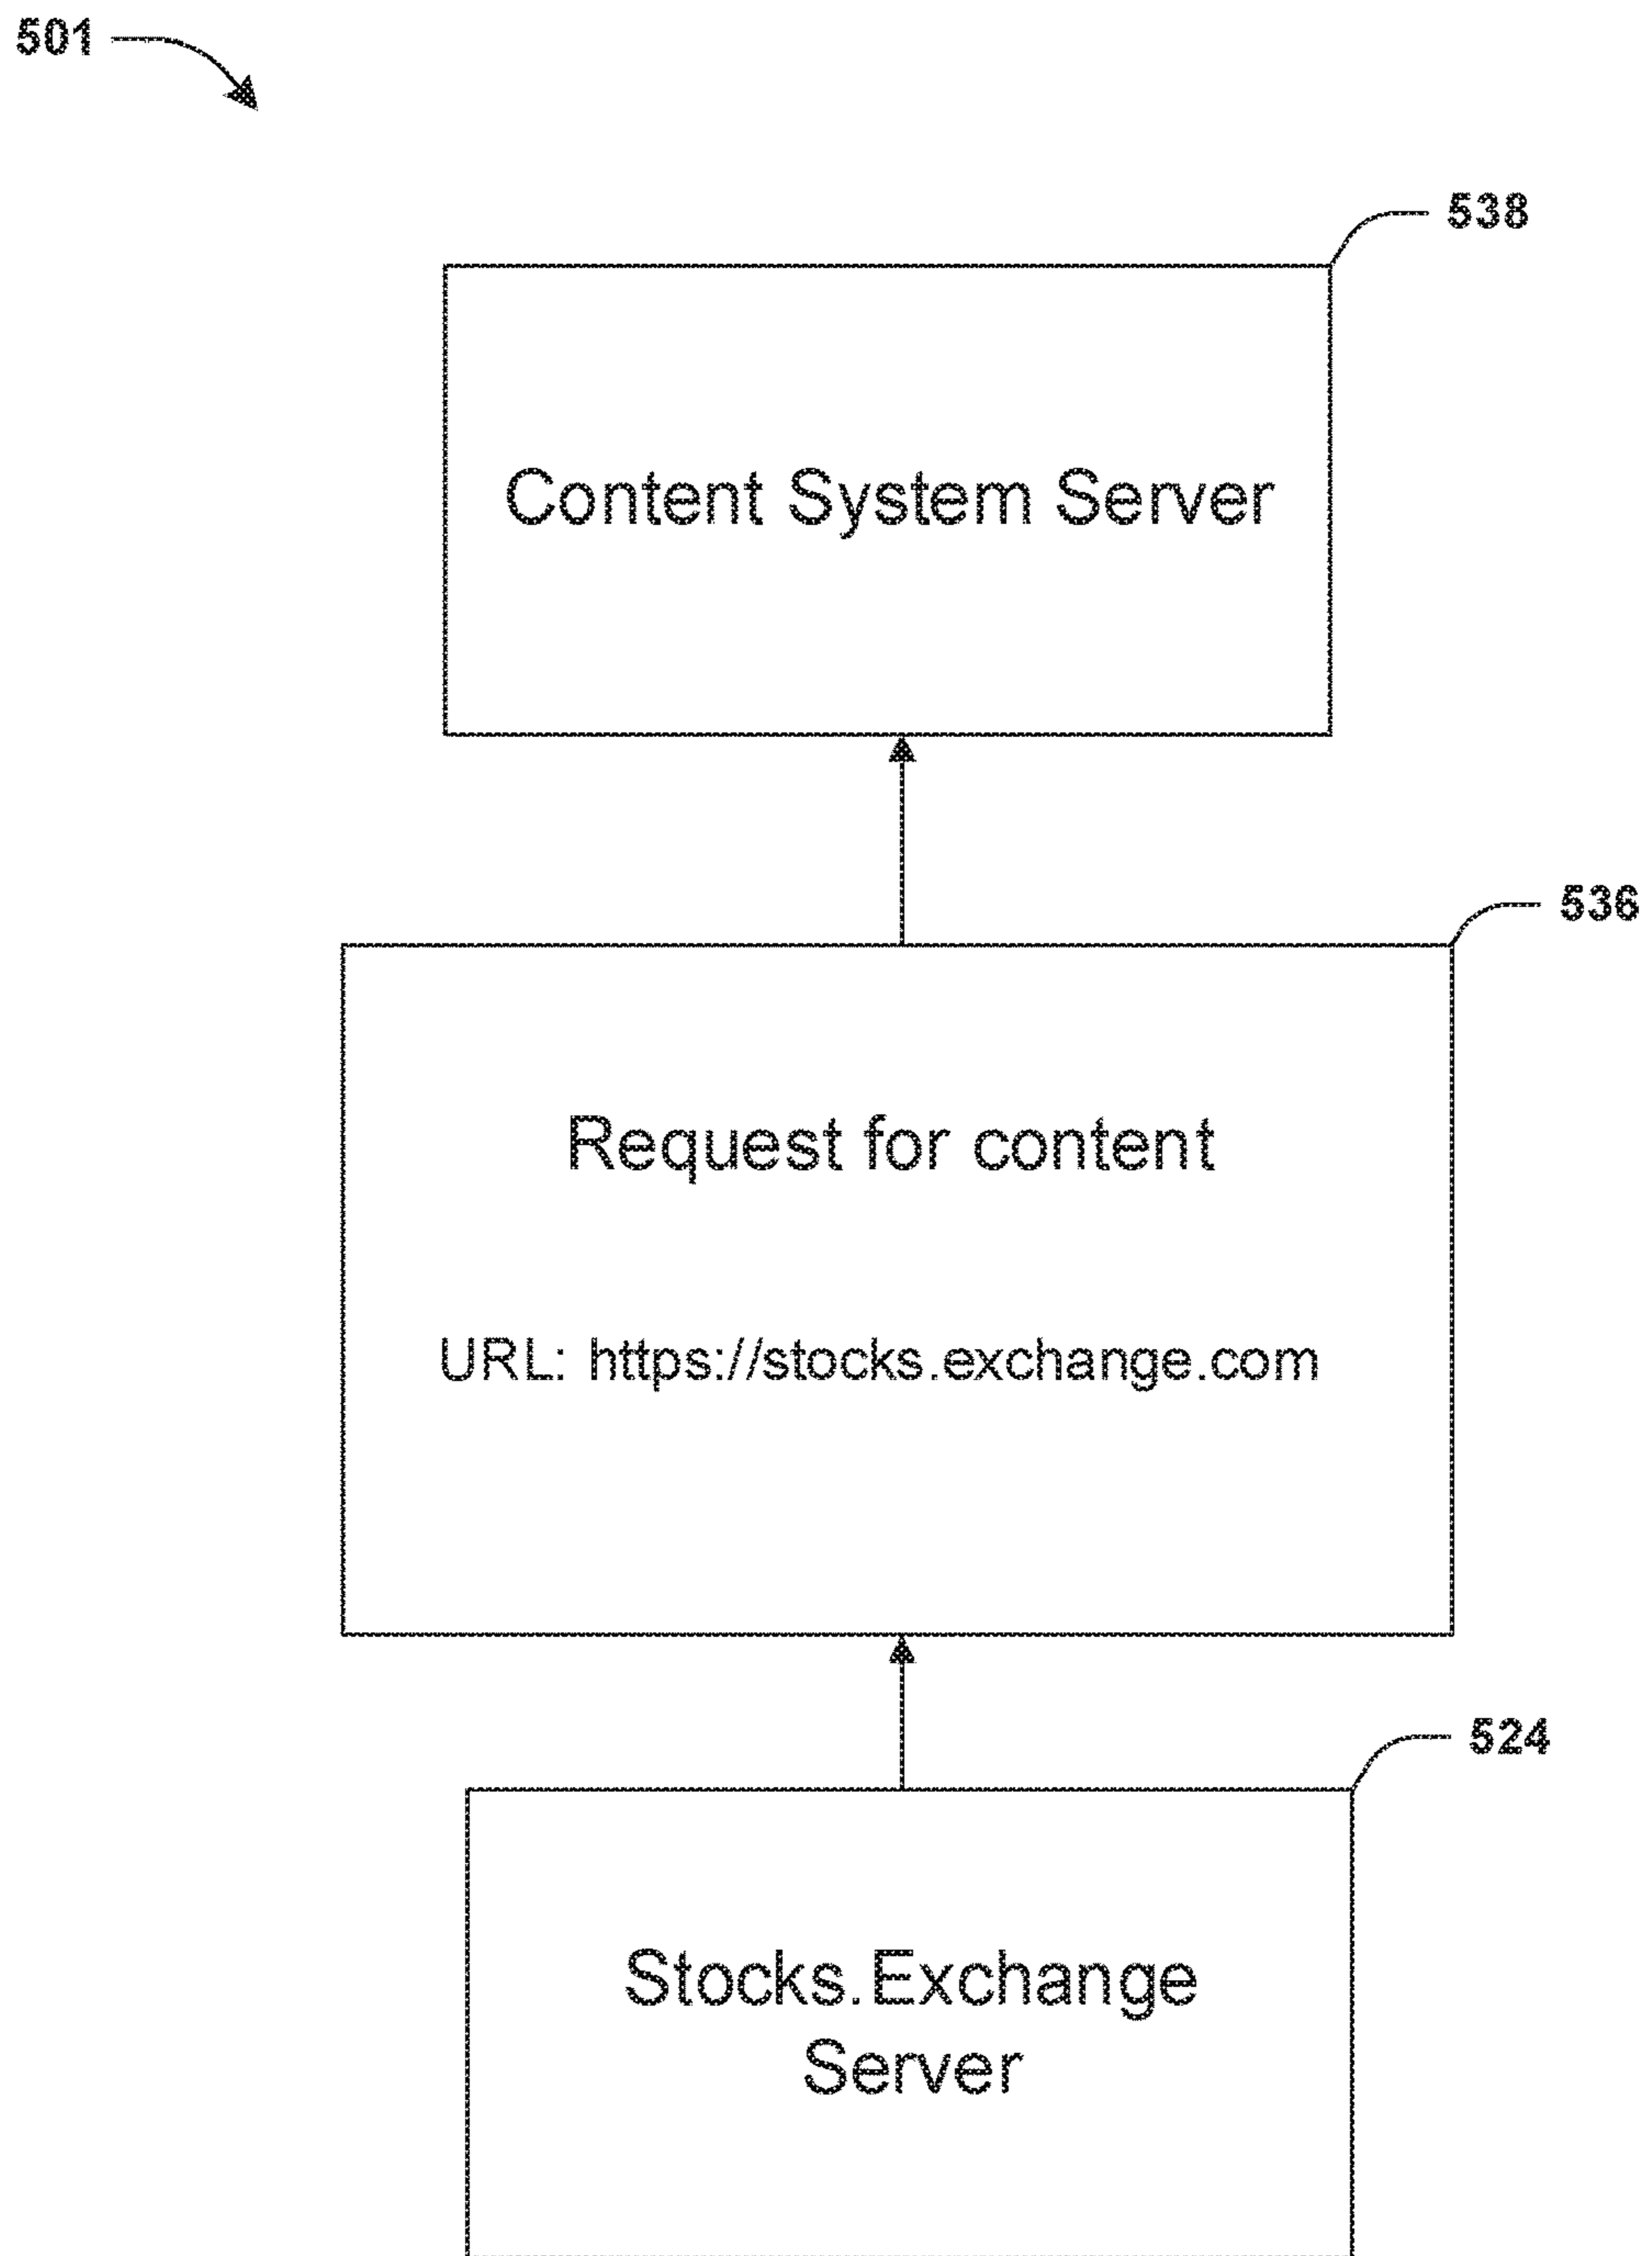 501
538
Content System Server
536
Request for content
URL: https://stocks.exchange.com
524
Stocks.Exchange
Server